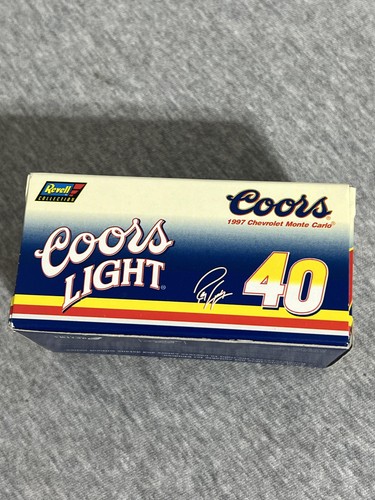 Revell
COLLECTION
Coors
1997 Chevrolet Monte Carlo®
Coors
LIGHT®
40